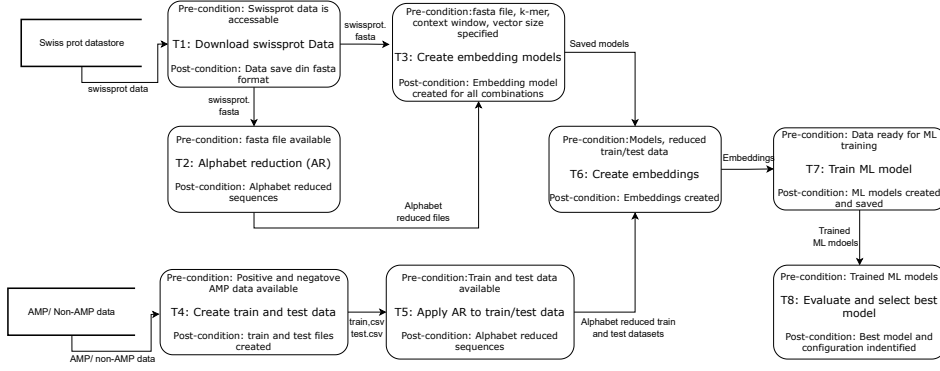 Swiss prot datastore
swissprot data
Pre-condition: Swissprot data is
accessable
T1: Download swissprot Data
Post-condition: Data save din fasta
format
swissprot.
fasta
swissprot.
fasta
Pre-condition:fasta file, k-mer,
context window, vector size
specified
T3: Create embedding models
Post-condition: Embedding model
created for all combinations
Saved models
Pre-condition: fasta file available
T2: Alphabet reduction (AR)
Post-condition: Alphabet reduced
sequences
Alphabet
reduced files
Pre-condition:Models, reduced
train/test data
T6: Create embeddings
Post-condition: Embeddings created
Embeddings
Pre-condition: Data ready for ML
training
T7: Train ML model
Post-condition: ML models created
and saved
Trained
ML mdoels
AMP/ Non-AMP data
AMP/ non-AMP data
Pre-condition: Positive and negatove
AMP data available
T4: Create train and test data
Post-condition: train and test files
created
train,csv
test.csv
Pre-condition:Train and test data
available
T5: Apply AR to train/test data
Post-condition: Alphabet reduced
sequences
Alphabet reduced train
and test datasets
Pre-condition: Trained ML models
T8: Evaluate and select best
model
Post-condition: Best model and
configuration indentified